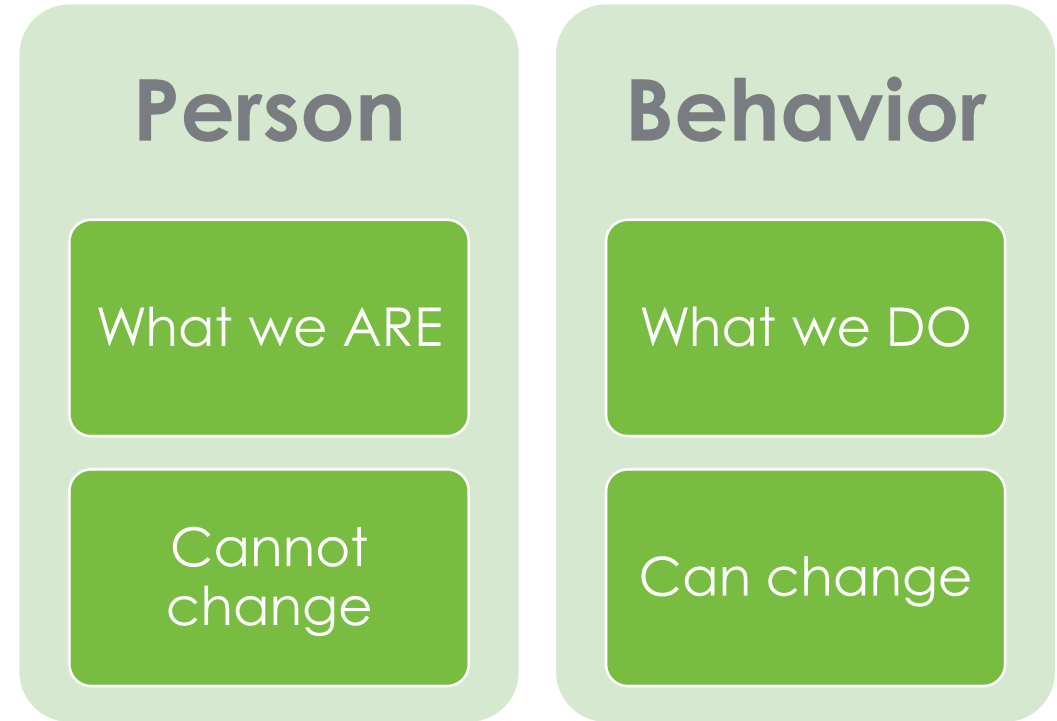 Person
What we ARE
Cannot
change
Behavior
What we DO
Can change